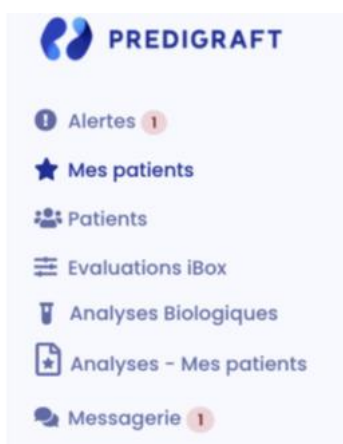 PREDIGRAFT
Alertes 1
Mes patients
Patients
Evaluations iBox
Analyses Biologiques
Analyses - Mes patients
Messagerie 1